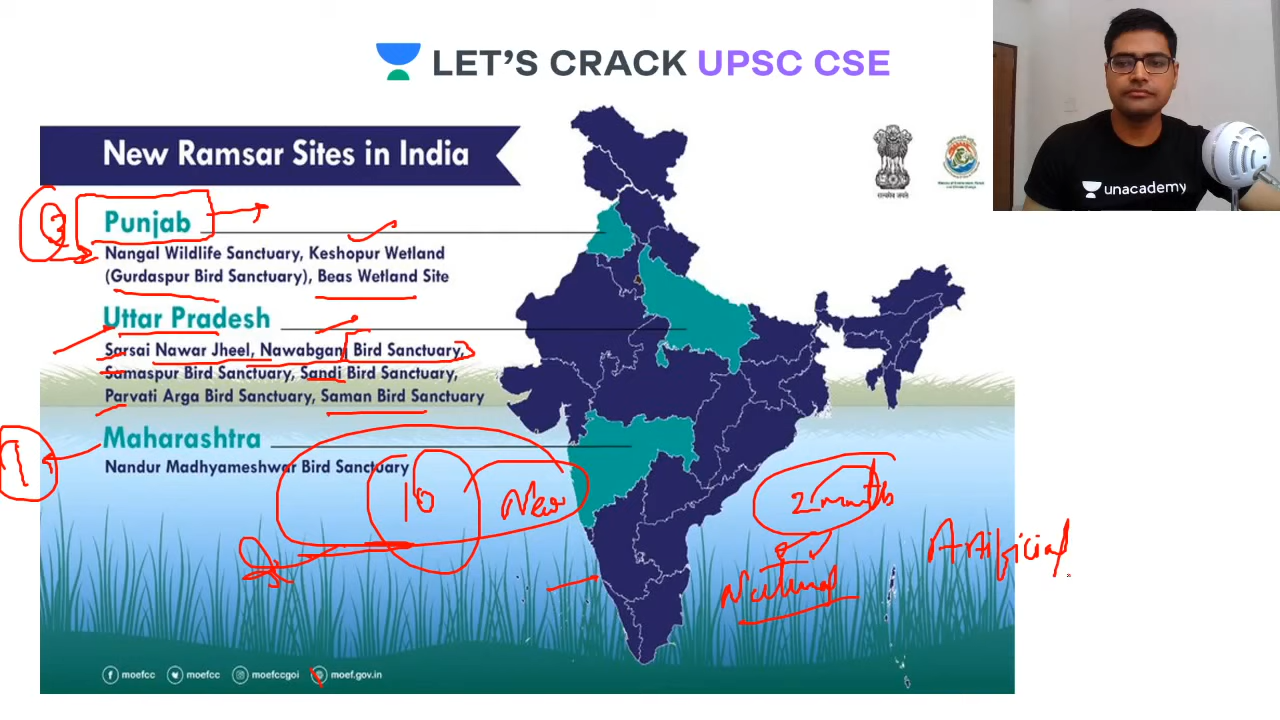 LET'S CRACK UPSC CSE
unacademy
New Ramsar Sites in India
सत्यमेव जयते
3
Punjab
Nangal Wildlife Sanctuary, Keshopur Wetland
(Gurdaspur Bird Sanctuary), Beas Wetland Site
Uttar Pradesh
Sarsai Nawar Jheel, Nawabganj Bird Sanctuary,
Samaspur Bird Sanctuary, Sandi Bird Sanctuary,
Parvati Arga Bird Sanctuary, Saman Bird Sanctuary
1
Maharashtra
Nandur Madhyameshwar Bird Sanctuary
10 New
2 months
Natural
Artificial
moefcc moefcc moefccgoi moef.gov.in